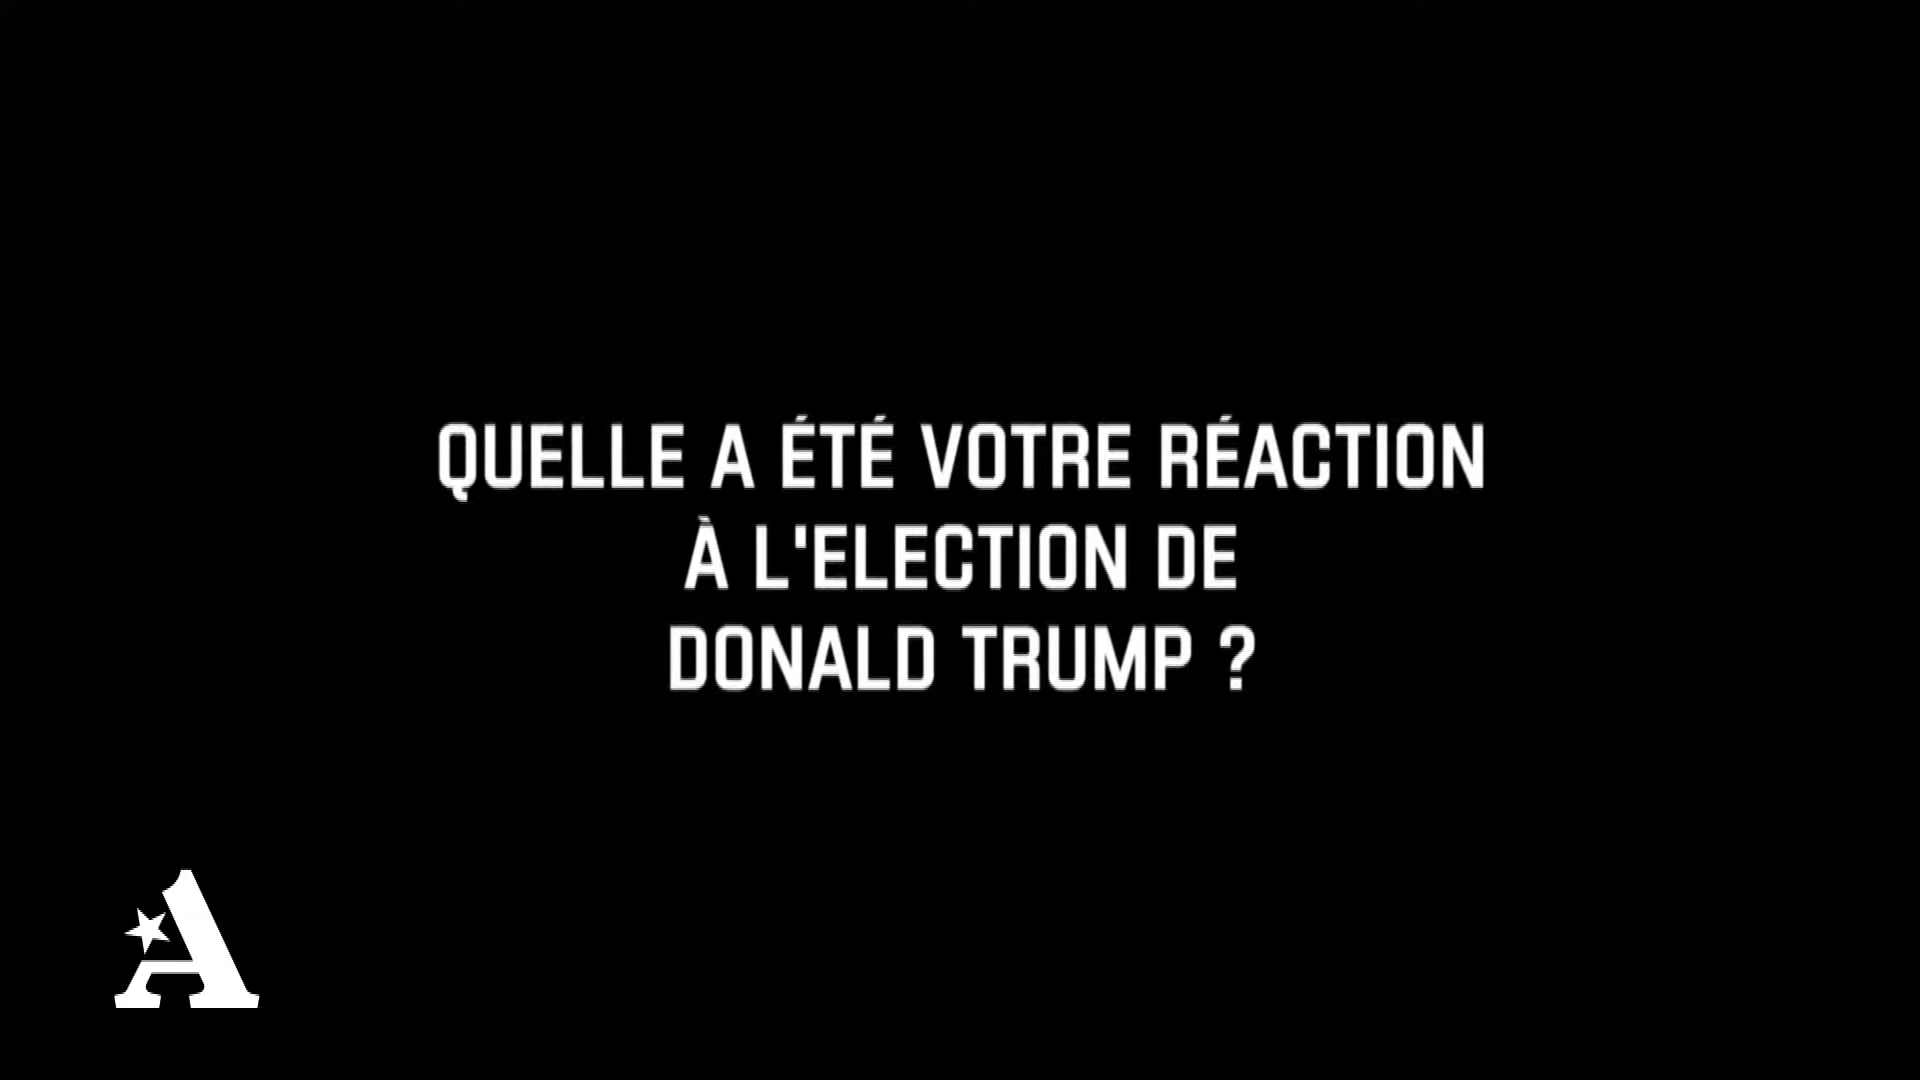 QUELLE A ÉTÉ VOTRE RÉACTION
À L'ELECTION DE
DONALD TRUMP ?
A